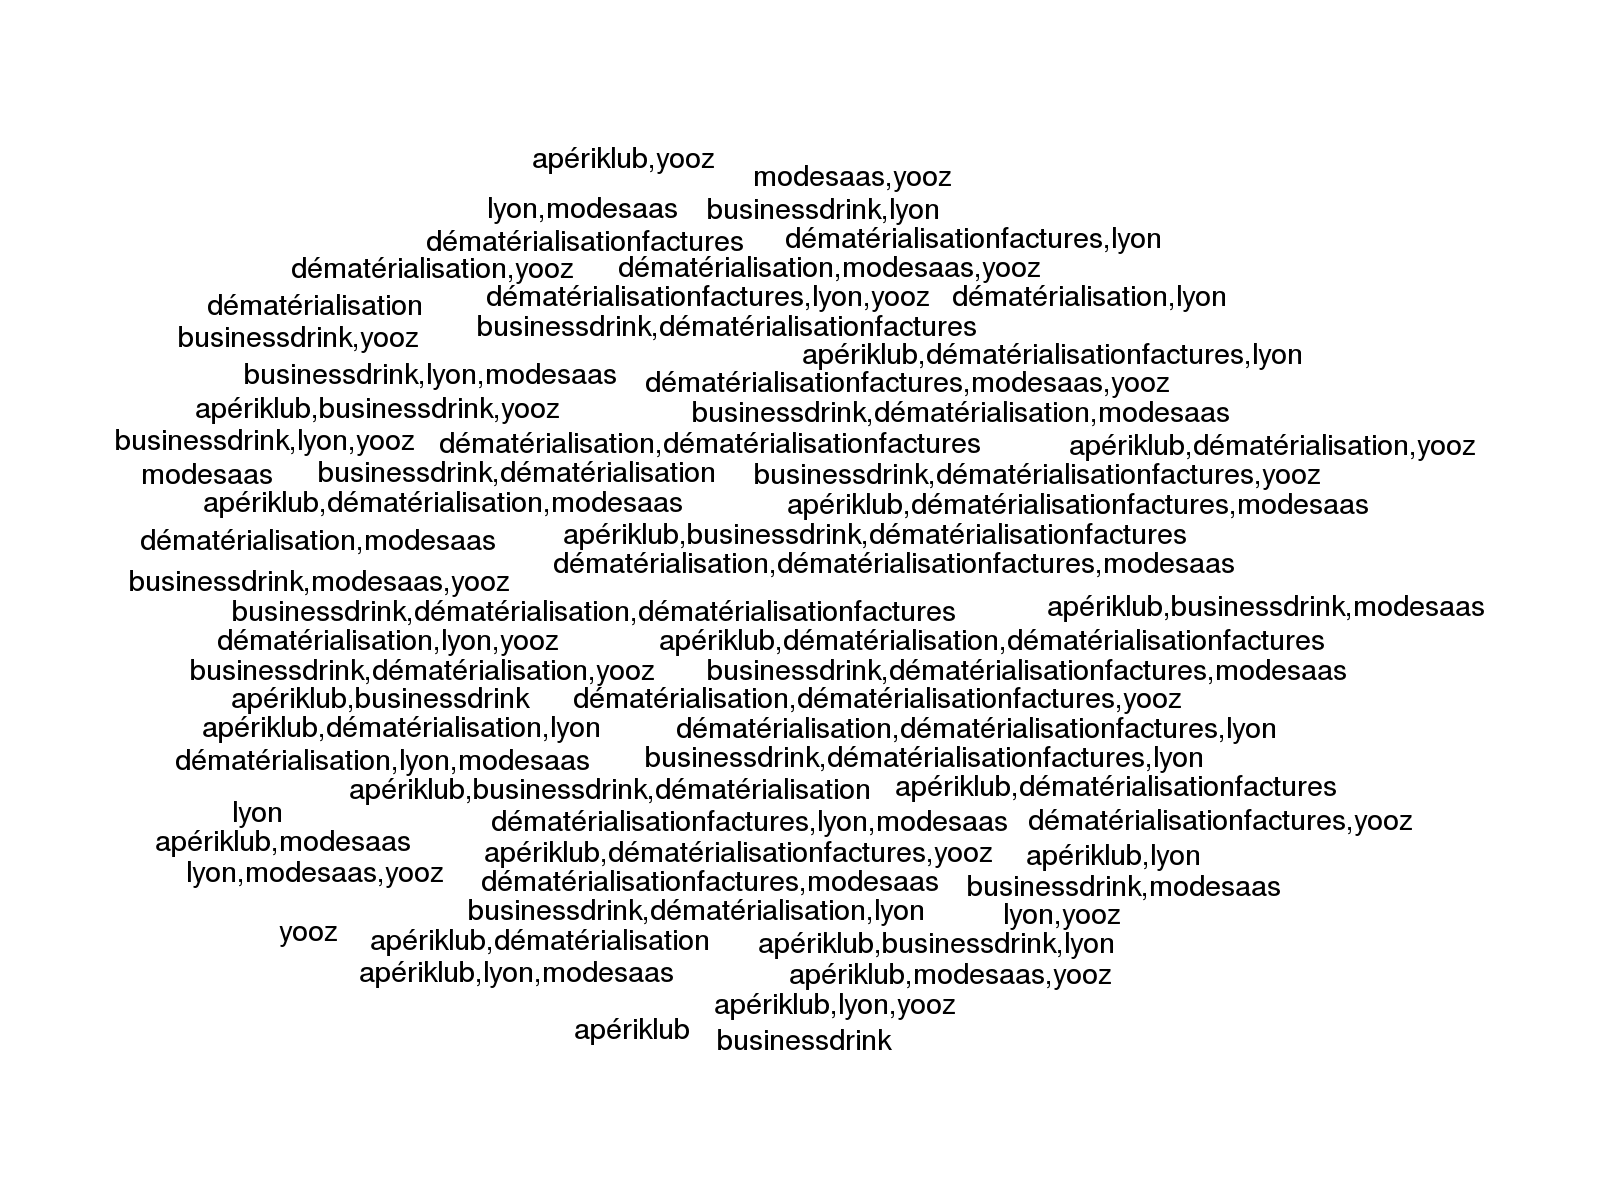 apériklub,yooz
modesaas,yooz
lyon,modesaas
businessdrink,lyon
dématérialisationfactures
dématérialisationfactures,lyon
dématérialisation,yooz
dématérialisation,modesaas,yooz
dématérialisation
dématérialisationfactures,lyon,yooz
dématérialisation,lyon
businessdrink,yooz
businessdrink,dématérialisationfactures
apériklub,dématérialisationfactures,lyon
businessdrink,lyon,modesaas
dématérialisationfactures,modesaas,yooz
apériklub,businessdrink,yooz
businessdrink,dématérialisation,modesaas
businessdrink,lyon,yooz
dématérialisation,dématérialisationfactures
apériklub,dématérialisation,yooz
modesaas
businessdrink,dématérialisation
businessdrink,dématérialisationfactures,yooz
apériklub,dématérialisation,modesaas
apériklub,dématérialisationfactures,modesaas
dématérialisation,modesaas
apériklub,businessdrink,dématérialisationfactures
dématérialisation,dématérialisationfactures,modesaas
businessdrink,modesaas,yooz
businessdrink,dématérialisation,dématérialisationfactures
apériklub,businessdrink,modesaas
dématérialisation,lyon,yooz
apériklub,dématérialisation,dématérialisationfactures
businessdrink,dématérialisation,yooz
businessdrink,dématérialisationfactures,modesaas
apériklub,businessdrink
dématérialisation,dématérialisationfactures,yooz
apériklub,dématérialisation,lyon
dématérialisation,dématérialisationfactures,lyon
dématérialisation,lyon,modesaas
businessdrink,dématérialisationfactures,lyon
apériklub,businessdrink,dématérialisation
apériklub,dématérialisationfactures
lyon
dématérialisationfactures,lyon,modesaas
dématérialisationfactures,yooz
apériklub,modesaas
apériklub,dématérialisationfactures,yooz
apériklub,lyon
lyon,modesaas,yooz
dématérialisationfactures,modesaas
businessdrink,modesaas
businessdrink,dématérialisation,lyon
lyon,yooz
yooz
apériklub,dématérialisation
apériklub,businessdrink,lyon
apériklub,lyon,modesaas
apériklub,modesaas,yooz
apériklub,lyon,yooz
apériklub
businessdrink